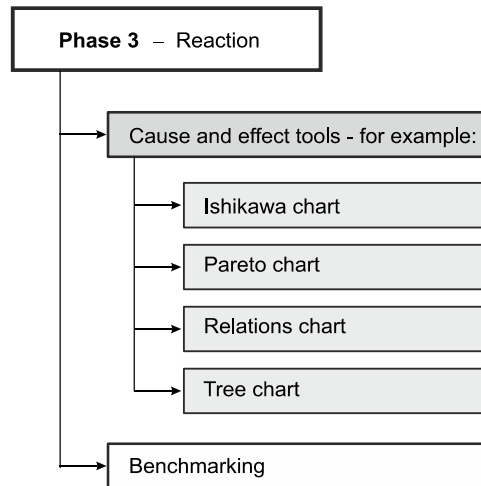 Phase 3 – Reaction
Cause and effect tools - for example:
Ishikawa chart
Pareto chart
Relations chart
Tree chart
Benchmarking